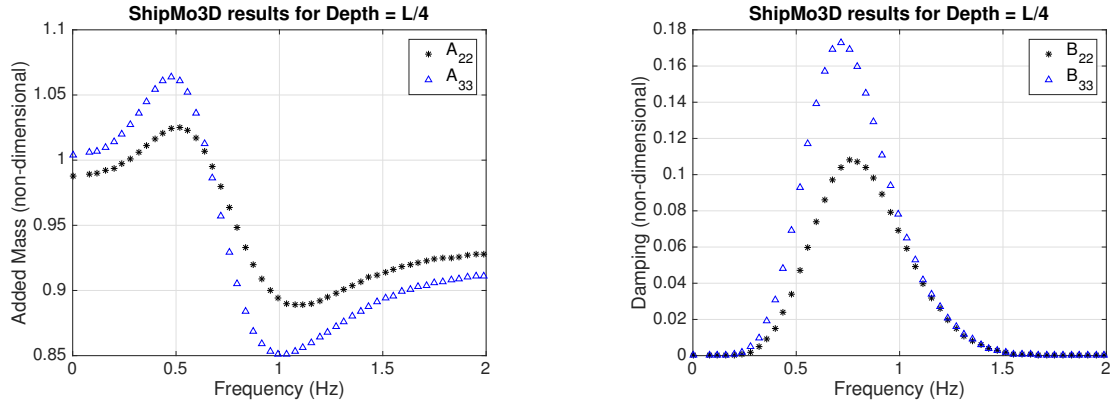 ShipMo3D results for Depth = L/4
1.1
1.05
1
0.95
0.9
0.85
Added Mass (non-dimensional)
0
0.5
1
1.5
2
Frequency (Hz)
A22
A33
ShipMo3D results for Depth = L/4
0.18
0.16
0.14
0.12
0.1
0.08
0.06
0.04
0.02
0
Damping (non-dimensional)
0
0.5
1
1.5
2
Frequency (Hz)
B22
B33